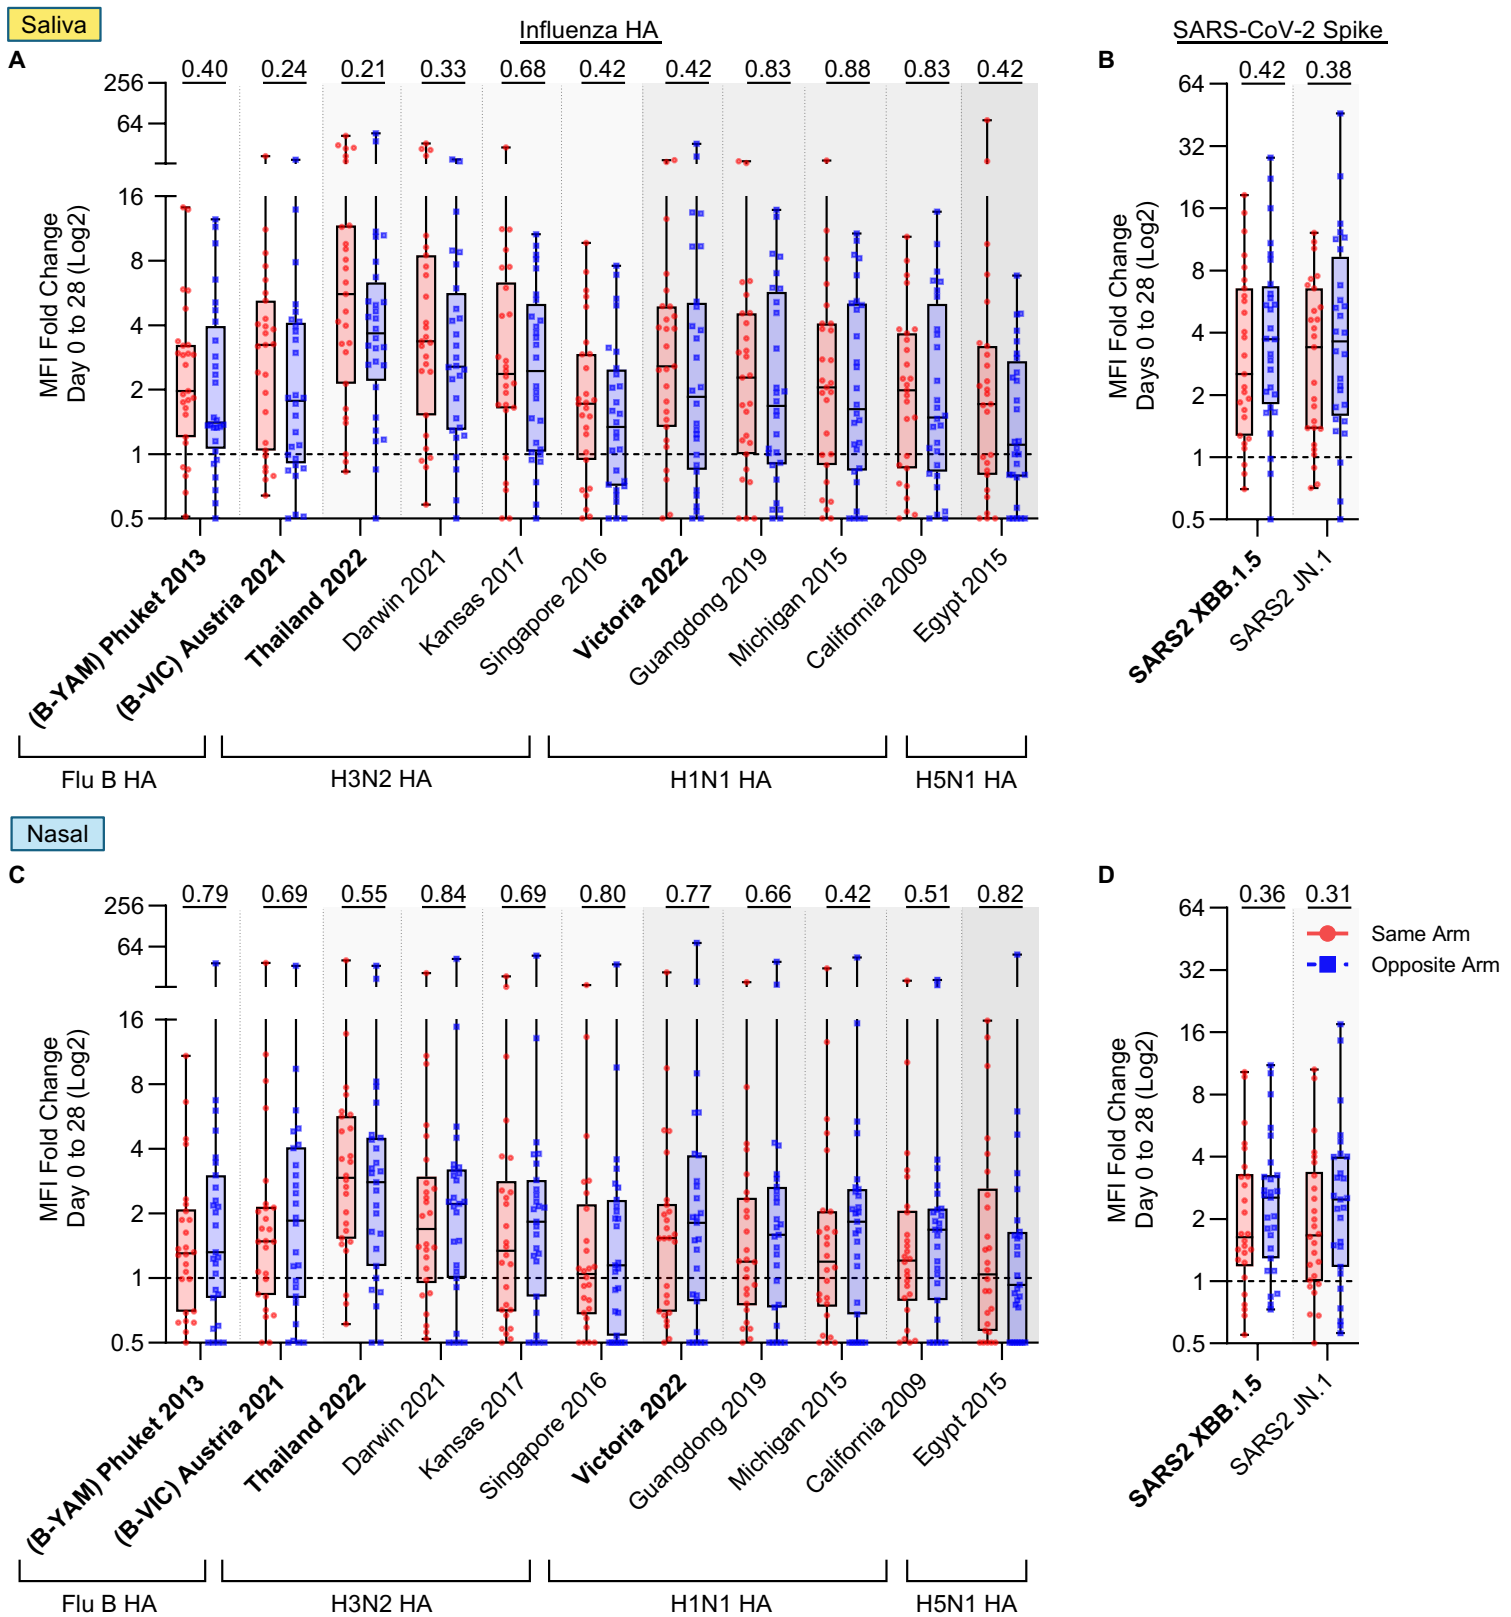 Saliva
Influenza HA
SARS-CoV-2 Spike
A
0.40 0.24 0.21 0.33 0.68 0.42 0.42 0.83 0.88 0.83 0.42
256
64
16
8
4
2
1
0.5
MFI Fold Change
Day 0 to 28 (Log2)
(B-YAM) Phuket 2013
(B-VIC) Austria 2021
Thailand 2022
Darwin 2021
Kansas 2017
Singapore 2016
Victoria 2022
Guangdong 2019
Michigan 2015
California 2009
Egypt 2015
Flu B HA
H3N2 HA
H1N1 HA
H5N1 HA
B
0.42 0.38
64
32
16
8
4
2
1
0.5
MFI Fold Change
Days 0 to 28 (Log2)
SARS2 XBB.1.5
SARS2 JN.1
Nasal
C
0.79 0.69 0.55 0.84 0.69 0.80 0.77 0.66 0.42 0.51 0.82
256
64
16
8
4
2
1
0.5
MFI Fold Change
Day 0 to 28 (Log2)
(B-YAM) Phuket 2013
(B-VIC) Austria 2021
Thailand 2022
Darwin 2021
Kansas 2017
Singapore 2016
Victoria 2022
Guangdong 2019
Michigan 2015
California 2009
Egypt 2015
Flu B HA
H3N2 HA
H1N1 HA
H5N1 HA
D
0.36 0.31
64
32
16
8
4
2
1
0.5
MFI Fold Change
Day 0 to 28 (Log2)
Same Arm
Opposite Arm
SARS2 XBB.1.5
SARS2 JN.1